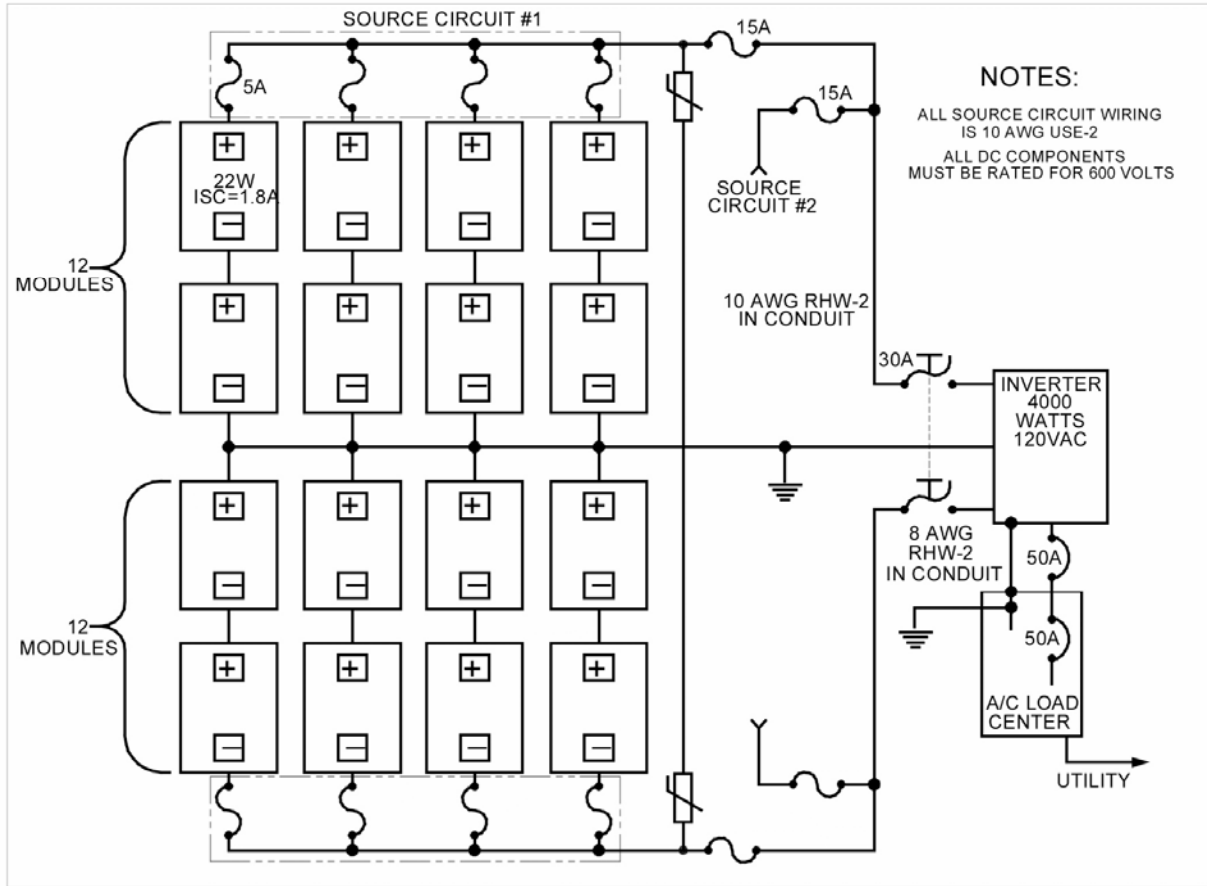 SOURCE CIRCUIT #1
15A
5A
15A
NOTES:
ALL SOURCE CIRCUIT WIRING
IS 10 AWG USE-2
ALL DC COMPONENTS
MUST BE RATED FOR 600 VOLTS
+
+
+
+
22W
ISC=1.8A
SOURCE
CIRCUIT #2
−
−
−
−
12
MODULES
+
+
+
+
10 AWG RHW-2
IN CONDUIT
−
−
−
−
30A
INVERTER
4000
WATTS
120VAC
+
+
+
+
8 AWG
RHW-2
IN CONDUIT
50A
−
−
−
−
12
MODULES
50A
+
+
+
+
A/C LOAD
CENTER
−
−
−
−
UTILITY